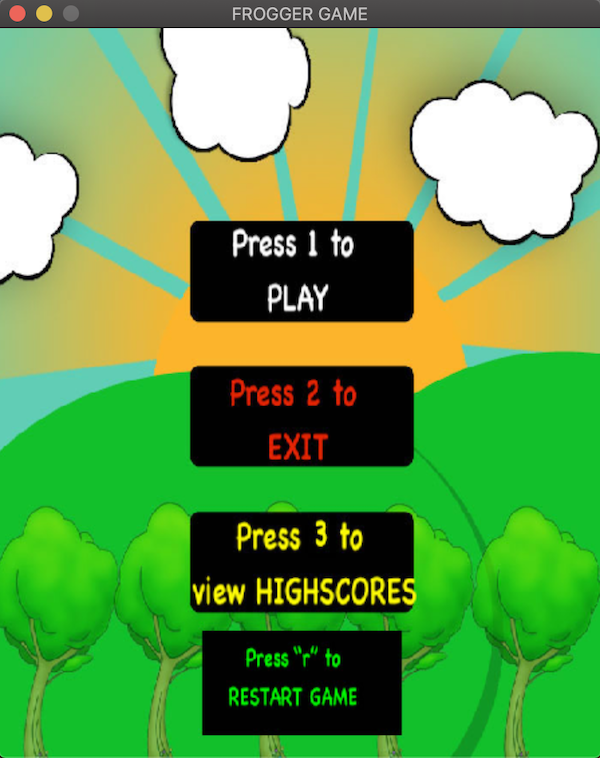 FROGGER GAME
Press 1 to
PLAY
Press 2 to
EXIT
Press 3 to
view HIGHSCORES
Press “r” to
RESTART GAME